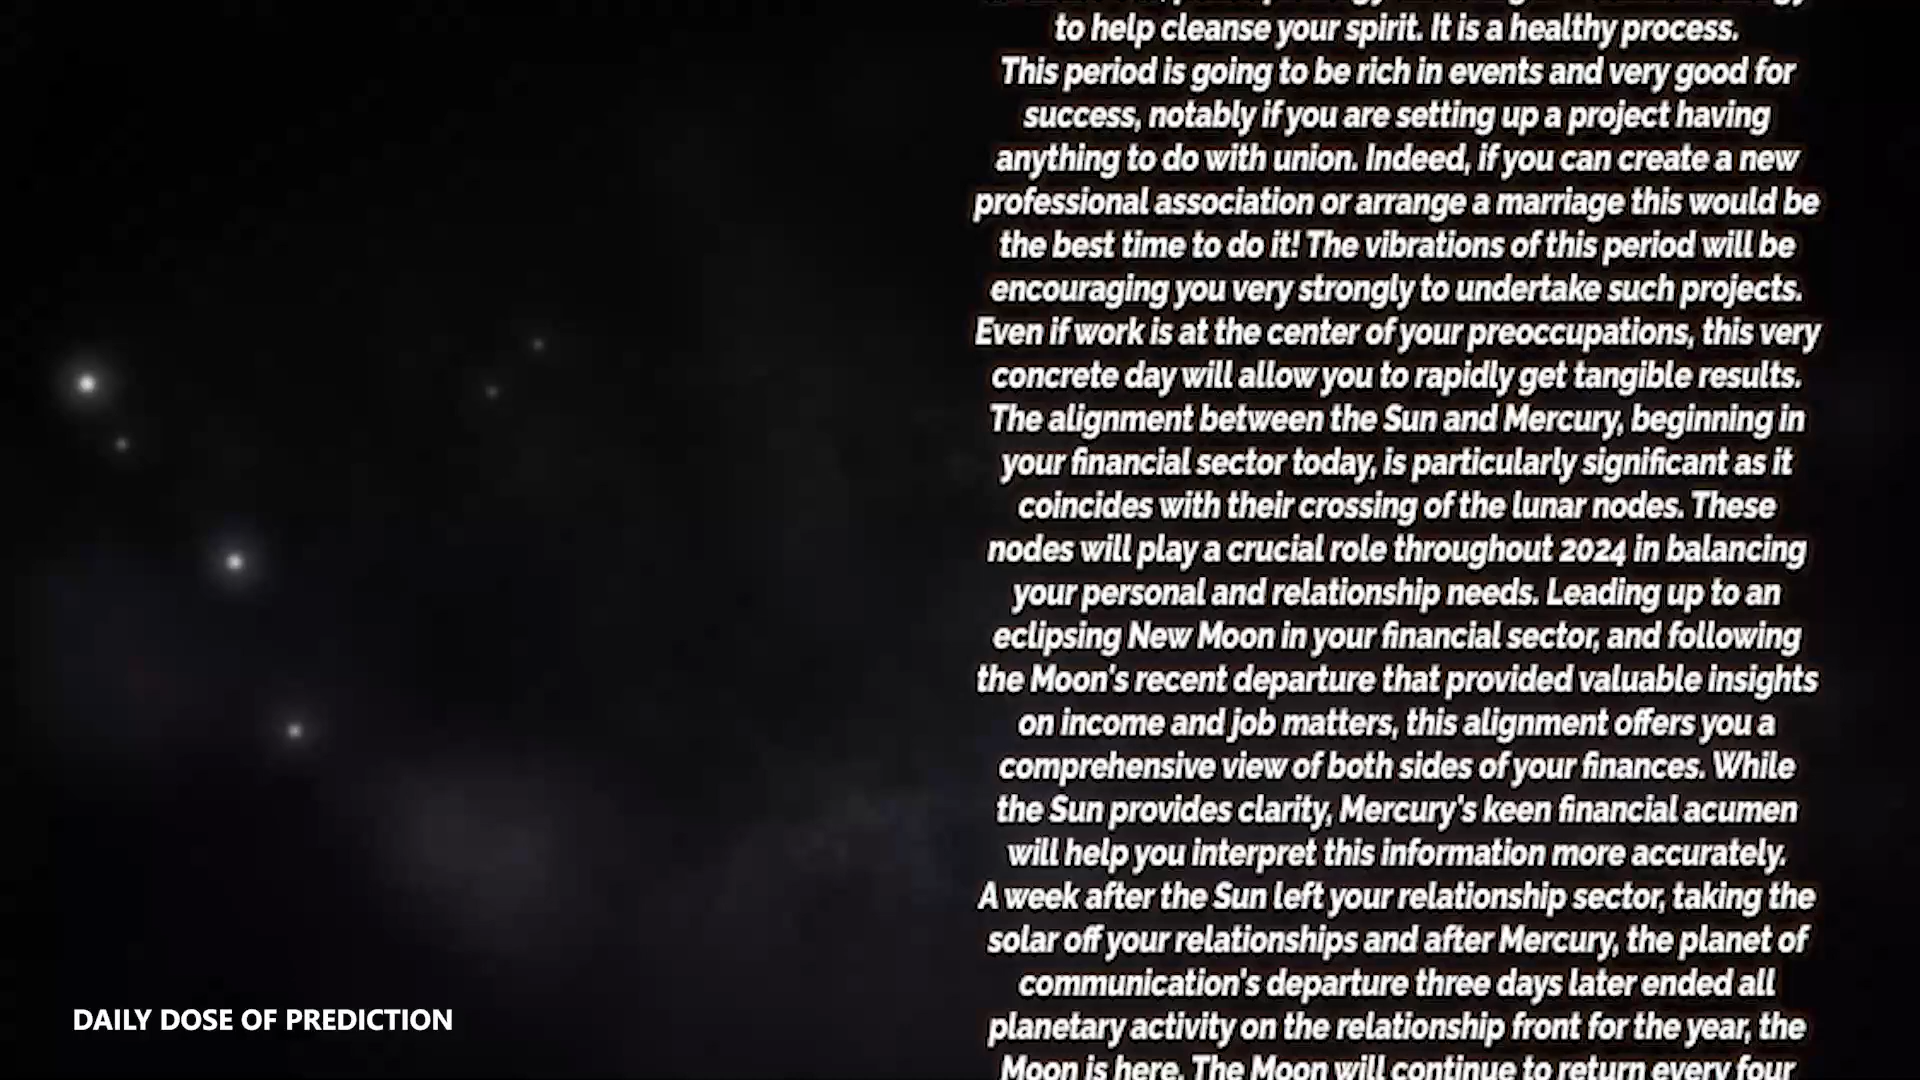 to help cleanse your spirit. It is a healthy process.
This period is going to be rich in events and very good for
success, notably if you are setting up a project having
anything to do with union. Indeed, if you can create a new
professional association or arrange a marriage this would be
the best time to do it! The vibrations of this period will be
encouraging you very strongly to undertake such projects.
Even if work is at the center of your preoccupations, this very
concrete day will allow you to rapidly get tangible results.
The alignment between the Sun and Mercury, beginning in
your financial sector today, is particularly significant as it
coincides with their crossing of the lunar nodes. These
nodes will play a crucial role throughout 2024 in balancing
your personal and relationship needs. Leading up to an
eclipsing New Moon in your financial sector, and following
the Moon's recent departure that provided valuable insights
on income and job matters, this alignment offers you a
comprehensive view of both sides of your finances. While
the Sun provides clarity, Mercury's keen financial acumen
will help you interpret this information more accurately.
A week after the Sun left your relationship sector, taking the
solar off your relationships and after Mercury, the planet of
communication's departure three days later ended all
planetary activity on the relationship front for the year, the
Moon is here. The Moon will continue to return every four
DAILY DOSE OF PREDICTION